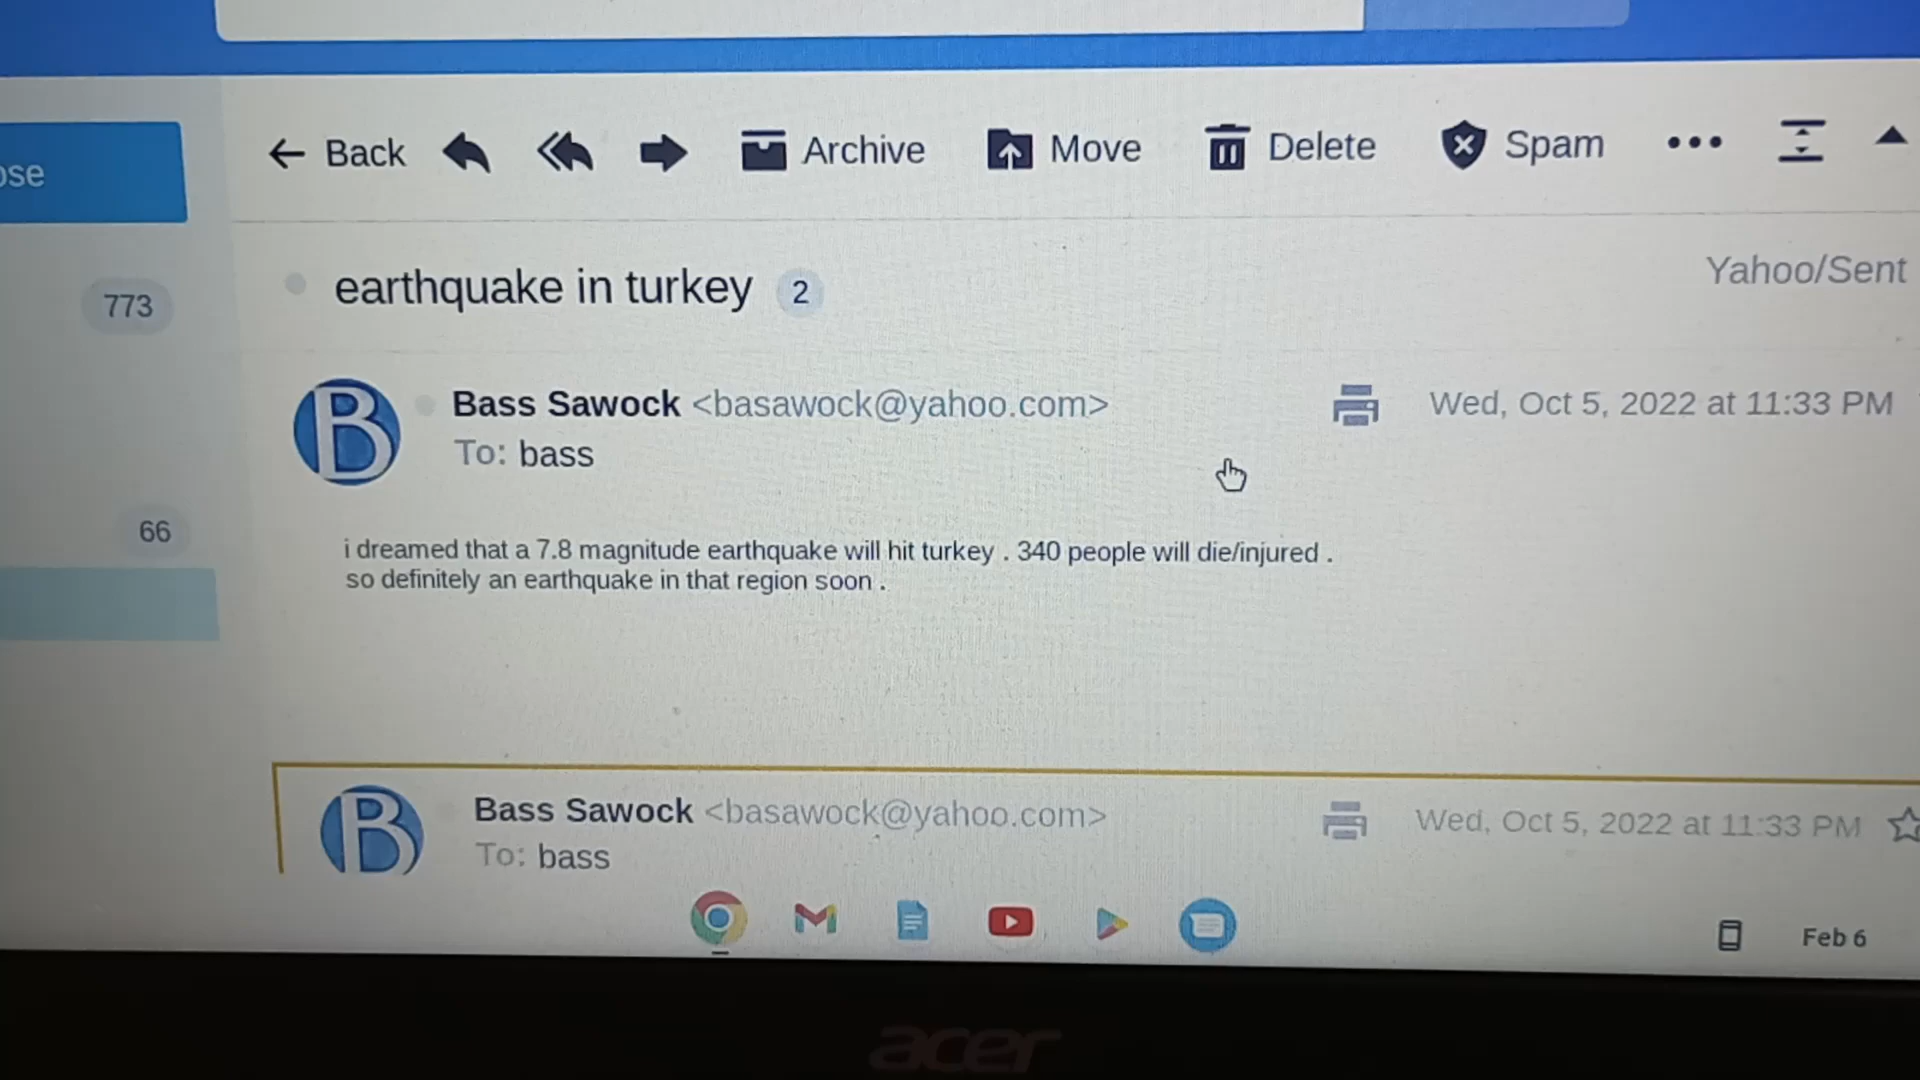 ose
Back
Archive
Move
Delete
Spam
773
earthquake in turkey 2
Yahoo/Sent
Bass Sawock <basawock@yahoo.com>
Wed, Oct 5, 2022 at 11:33 PM
To: bass
66
i dreamed that a 7.8 magnitude earthquake will hit turkey . 340 people will die/injured .
so definitely an earthquake in that region soon .
Bass Sawock <basawock@yahoo.com>
Wed, Oct 5, 2022 at 11:33 PM
To: bass
Feb 6
acer